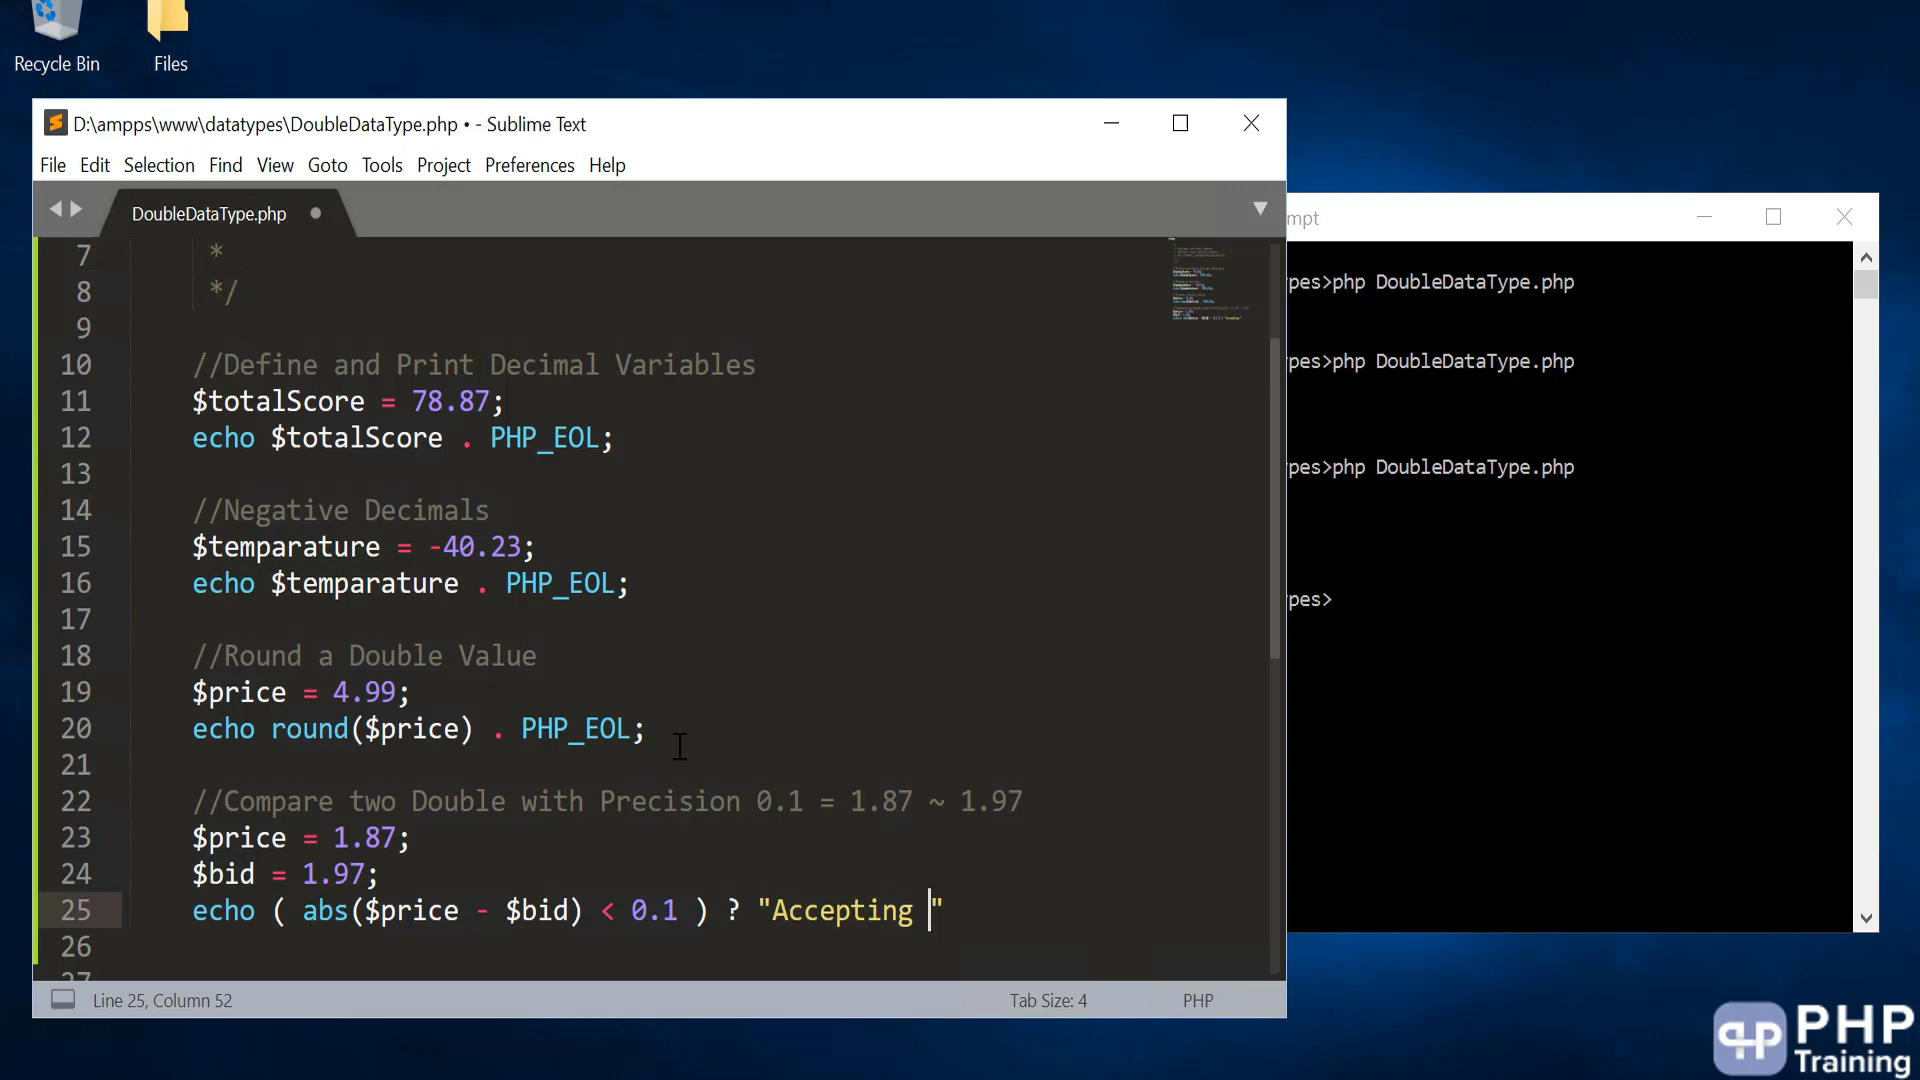 Recycle Bin
Files
D:\ampps\www\datatypes\DoubleDataType.php • - Sublime Text
File Edit Selection Find View Goto Tools Project Preferences Help
DoubleDataType.php
7 *
8 */
9
10 //Define and Print Decimal Variables
11 $totalScore = 78.87;
12 echo $totalScore . PHP_EOL;
13
14 //Negative Decimals
15 $temparature = -40.23;
16 echo $temparature . PHP_EOL;
17
18 //Round a Double Value
19 $price = 4.99;
20 echo round($price) . PHP_EOL;
21
22 //Compare two Double with Precision 0.1 = 1.87 ~ 1.97
23 $price = 1.87;
24 $bid = 1.97;
25 echo ( abs($price - $bid) < 0.1 ) ? "Accepting "
26
27
Line 25, Column 52
Tab Size: 4
PHP
mpt
pes>php DoubleDataType.php
pes>php DoubleDataType.php
pes>php DoubleDataType.php
pes>
php
PHP
Training